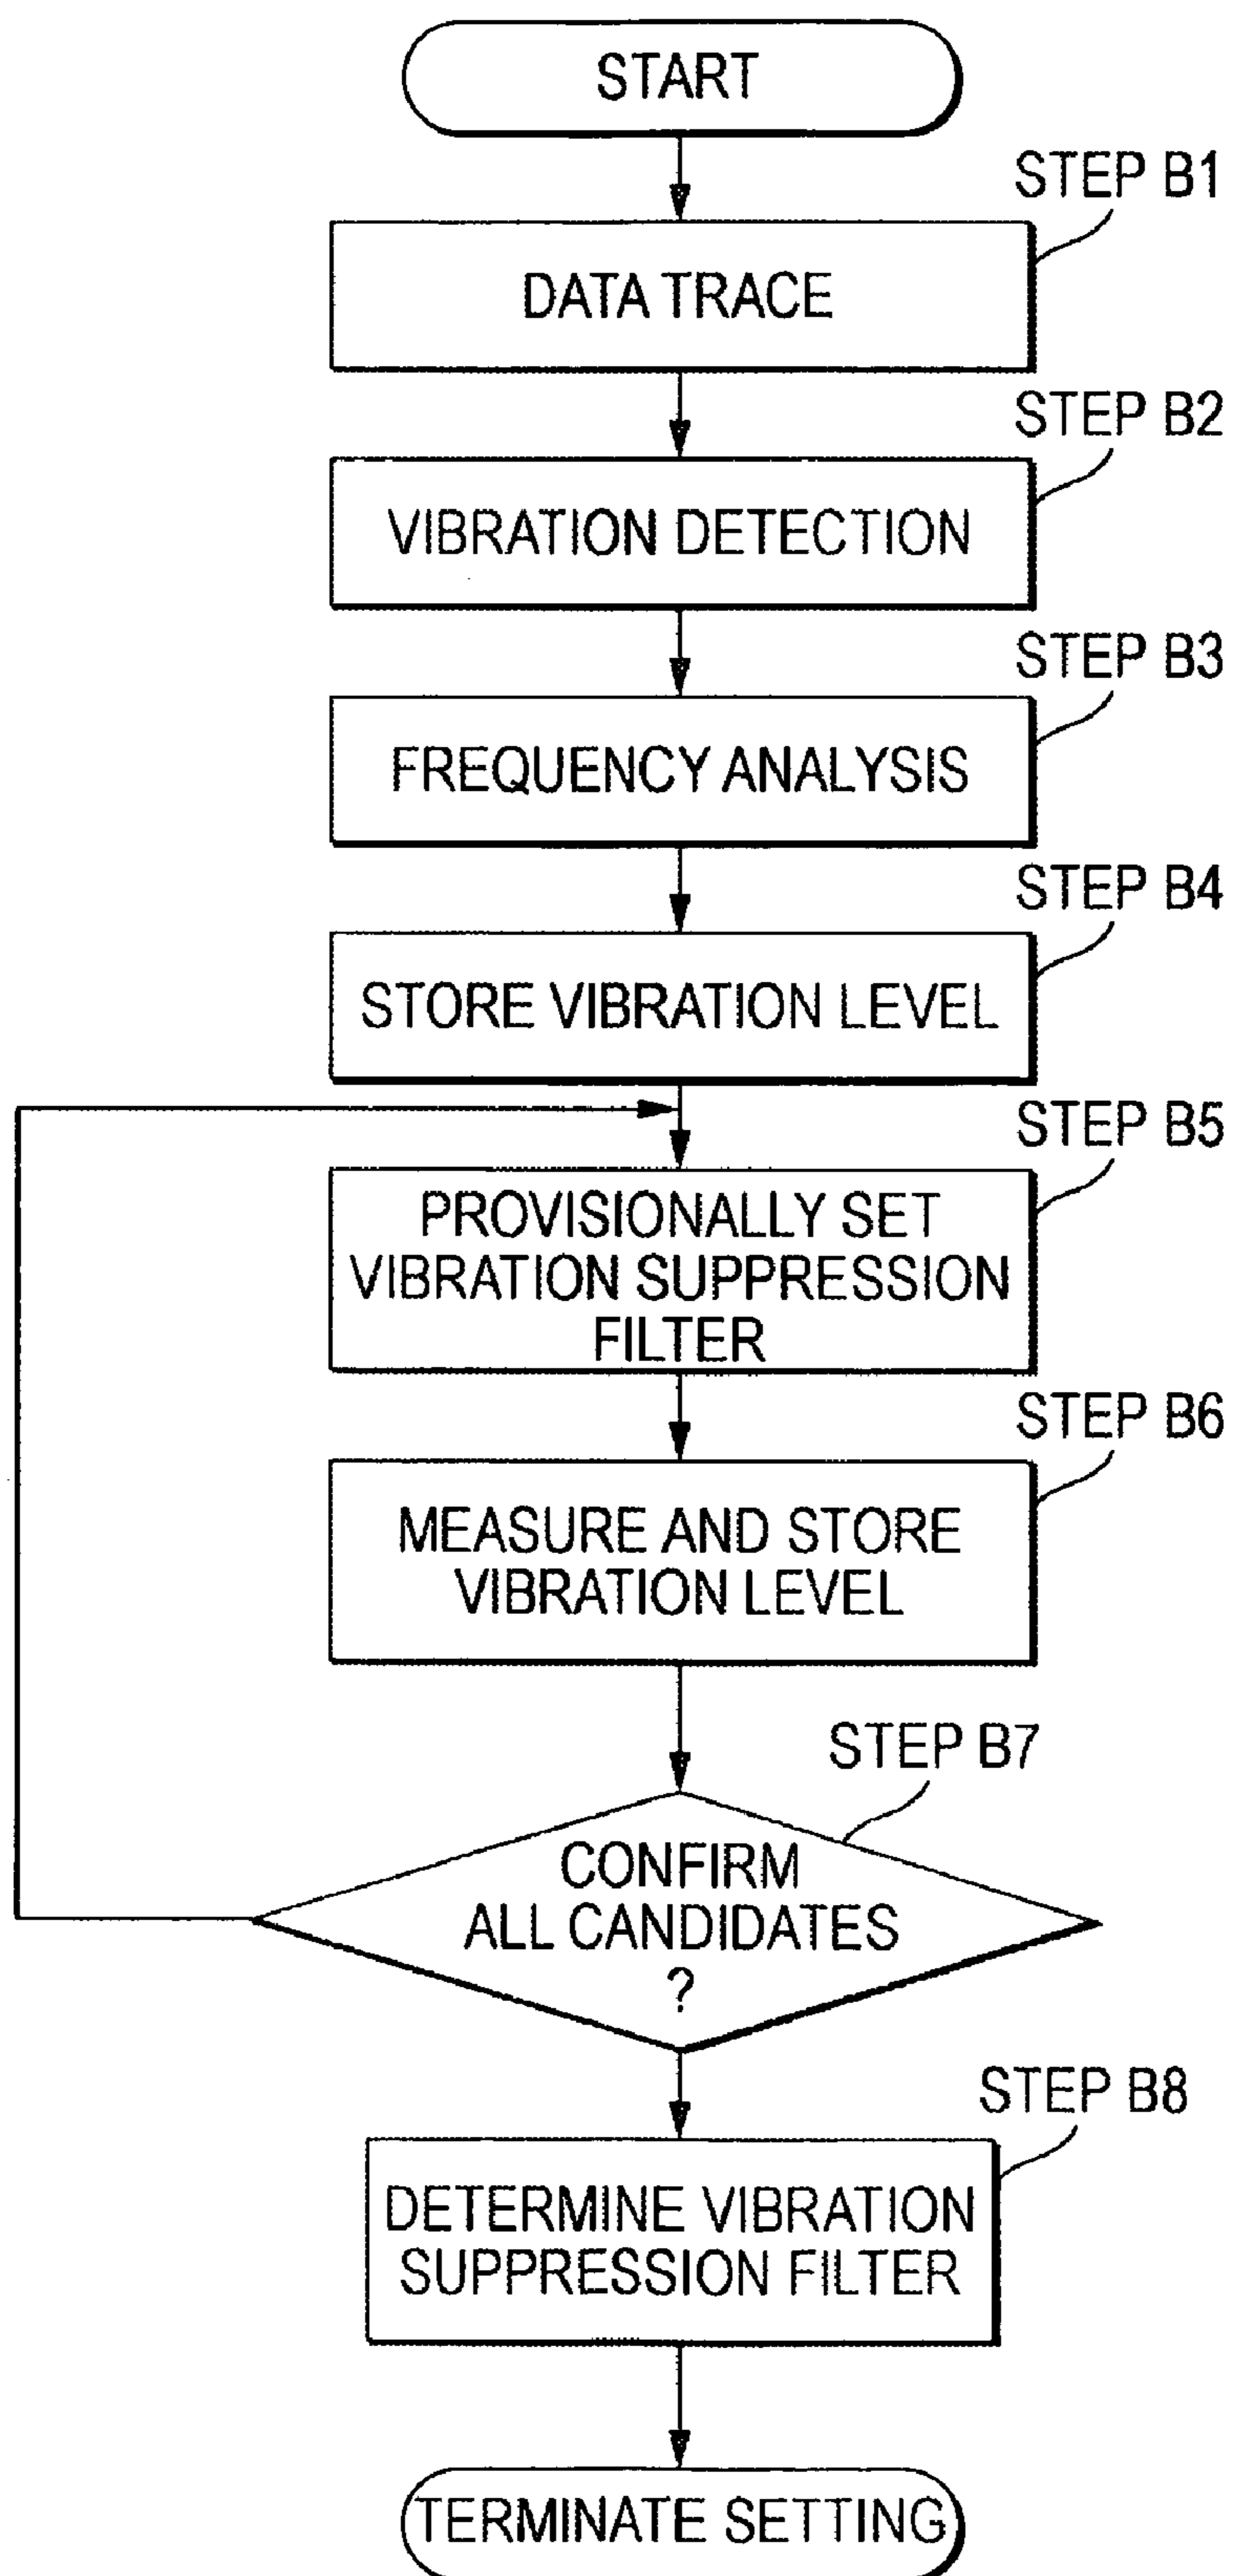 START
STEP B1
DATA TRACE
STEP B2
VIBRATION DETECTION
STEP B3
FREQUENCY ANALYSIS
STEP B4
STORE VIBRATION LEVEL
STEP B5
PROVISIONALLY SET
VIBRATION SUPPRESSION
FILTER
STEP B6
MEASURE AND STORE
VIBRATION LEVEL
STEP B7
CONFIRM
ALL CANDIDATES
?
STEP B8
DETERMINE VIBRATION
SUPPRESSION FILTER
TERMINATE SETTING